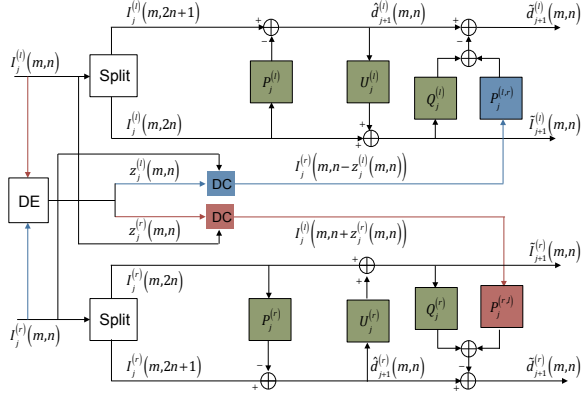 I_j^{(l)}(m,2n+1)
\hat{d}_{j+1}^{(l)}(m,n)
\tilde{d}_{j+1}^{(l)}(m,n)
+
+
−
−
I_j^{(l)}(m,n)
Split
P_j^{(l)}
U_j^{(l)}
Q_j^{(l)}
P_j^{(l,r)}
I_j^{(l)}(m,2n)
+
+
\tilde{I}_{j+1}^{(l)}(m,n)
z_j^{(l)}(m,n)
DC
I_j^{(r)}(m,n−z_j^{(l)}(m,n))
DE
z_j^{(r)}(m,n)
DC
I_j^{(l)}(m,n+z_j^{(r)}(m,n))
\tilde{I}_{j+1}^{(r)}(m,n)
I_j^{(r)}(m,2n)
+
+
I_j^{(r)}(m,n)
Split
P_j^{(r)}
U_j^{(r)}
Q_j^{(r)}
P_j^{(r,l)}
I_j^{(r)}(m,2n+1)
−
+
\hat{d}_{j+1}^{(r)}(m,n)
−
+
\tilde{d}_{j+1}^{(r)}(m,n)